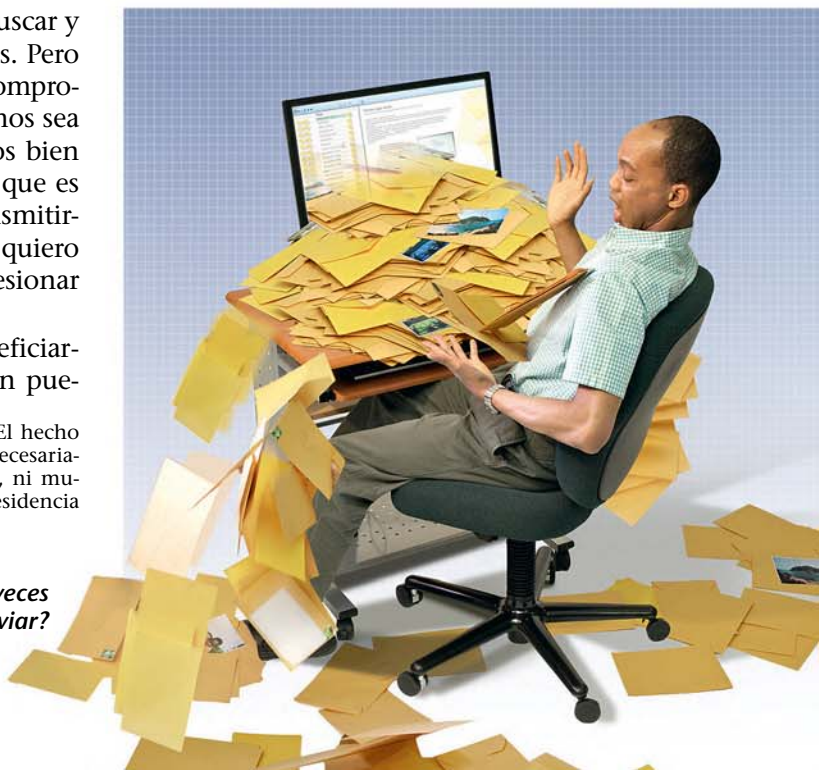 uscar y
s. Pero
ompro-
nos sea
os bien
que es
nsmitir-
quiero
esionar
eficiar-
n pue-
El hecho
ecesaria-
, ni mu-
esidencia
veces
viar?